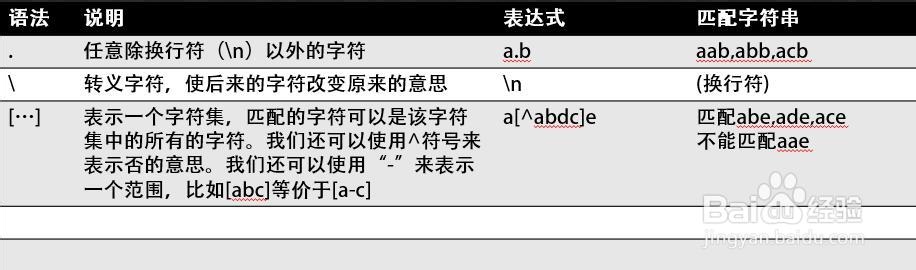 语法 说明 表达式 匹配字符串
. 任意除换行符（\n）以外的字符 a.b aab,abb,acb
\ 转义字符，使后来的字符改变原来的意思 \n (换行符)
[…] 表示一个字符集，匹配的字符可以是该字符 a[^abdc]e 匹配abe,ade,ace
集中的所有的字符。我们还可以使用^符号来 不能匹配aae
表示否的意思。我们还可以使用“-”来表示
一个范围，比如[abc]等价于[a-c]
Baidu经验
jingyan.baidu.com